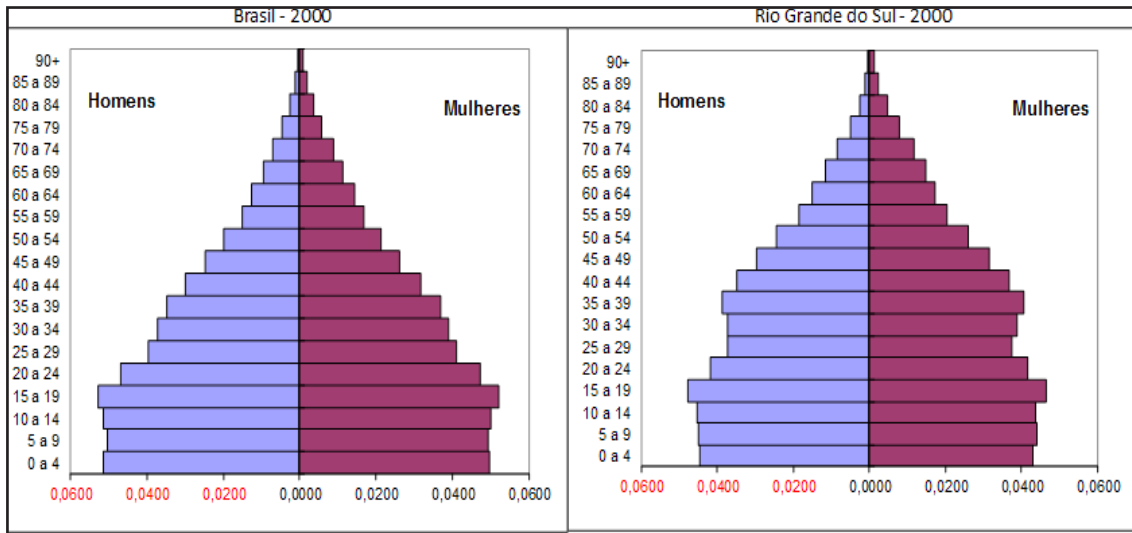 Brasil - 2000
90+
85 a 89
80 a 84
75 a 79
70 a 74
65 a 69
60 a 64
55 a 59
50 a 54
45 a 49
40 a 44
35 a 39
30 a 34
25 a 29
20 a 24
15 a 19
10 a 14
5 a 9
0 a 4
Homens
Mulheres
0,0600 0,0400 0,0200 0,0000 0,0200 0,0400 0,0600
Rio Grande do Sul - 2000
90+
85 a 89
80 a 84
75 a 79
70 a 74
65 a 69
60 a 64
55 a 59
50 a 54
45 a 49
40 a 44
35 a 39
30 a 34
25 a 29
20 a 24
15 a 19
10 a 14
5 a 9
0 a 4
Homens
Mulheres
0,0600 0,0400 0,0200 0,0000 0,0200 0,0400 0,0600